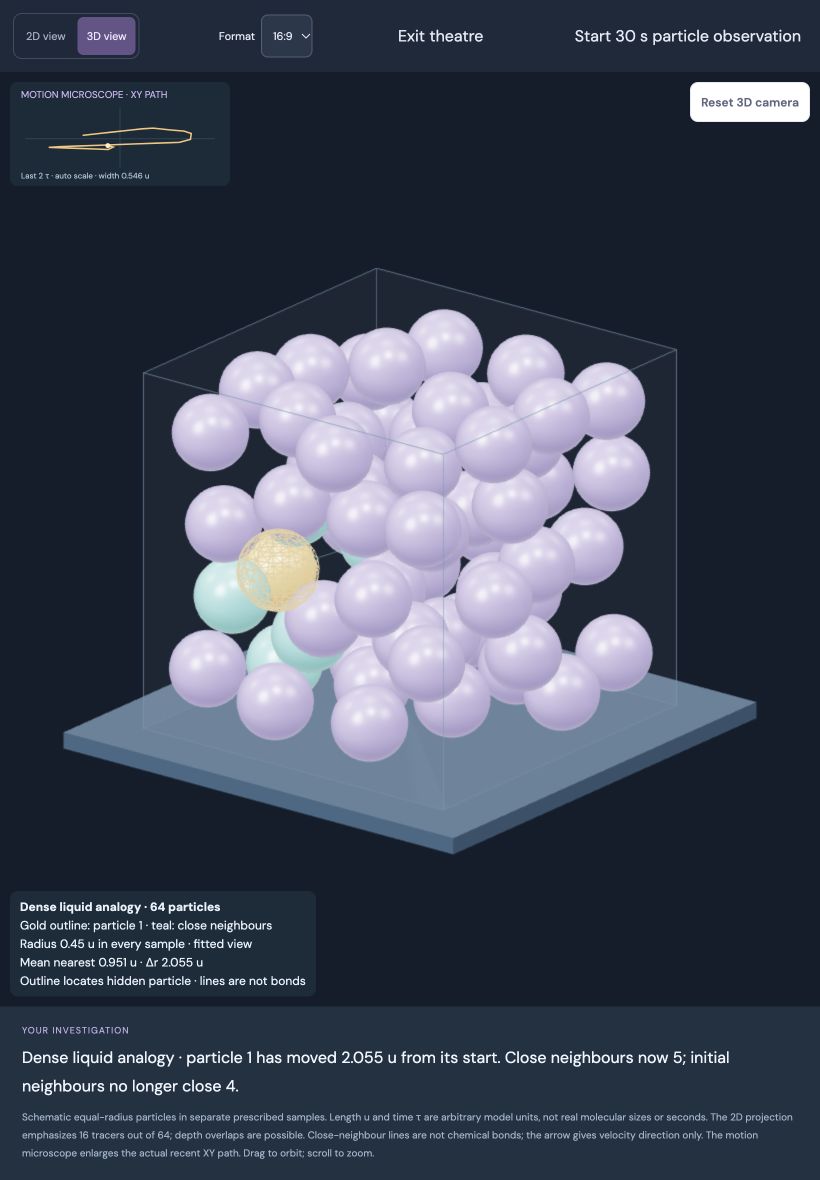 2D view 3D view Format 16:9 Exit theatre Start 30 s particle observation
MOTION MICROSCOPE · XY PATH
Reset 3D camera
Last 2 τ · auto scale · width 0.546 u
Dense liquid analogy · 64 particles
Gold outline: particle 1 · teal: close neighbours
Radius 0.45 u in every sample · fitted view
Mean nearest 0.951 u · Δr 2.055 u
Outline locates hidden particle · lines are not bonds
YOUR INVESTIGATION
Dense liquid analogy · particle 1 has moved 2.055 u from its start. Close neighbours now 5; initial
neighbours no longer close 4.
Schematic equal-radius particles in separate prescribed samples. Length u and time τ are arbitrary model units, not real molecular sizes or seconds. The 2D projection
emphasizes 16 tracers out of 64; depth overlaps are possible. Close-neighbour lines are not chemical bonds; the arrow gives velocity direction only. The motion
microscope enlarges the actual recent XY path. Drag to orbit; scroll to zoom.